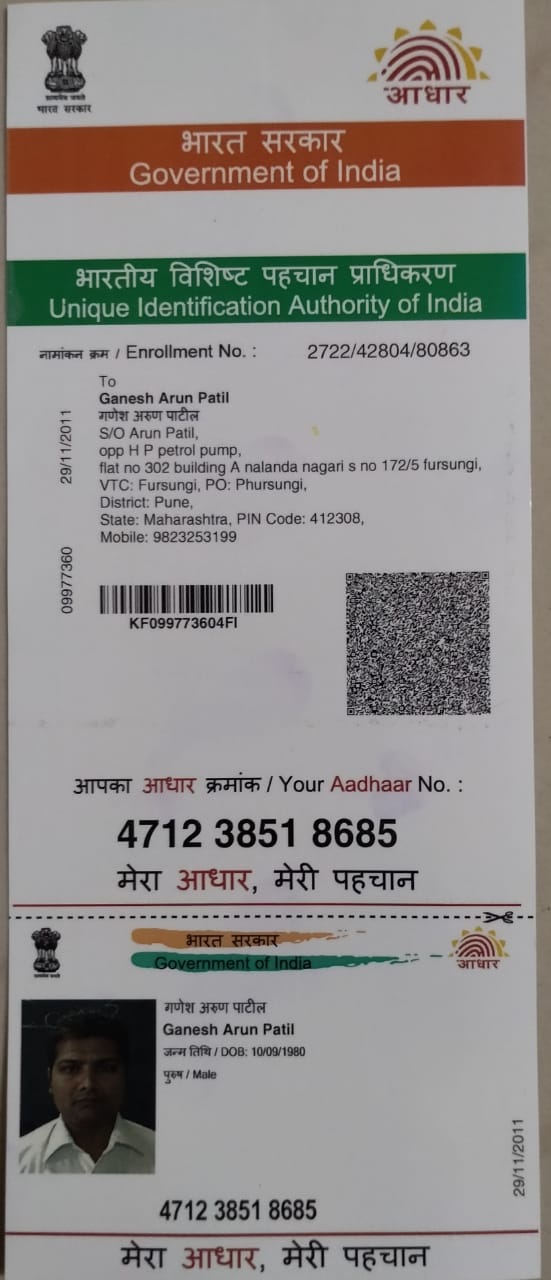 सत्यमेव जयते
भारत सरकार
आधार
भारत सरकार
Government of India
भारतीय विशिष्ट पहचान प्राधिकरण
Unique Identification Authority of India
नामांकन क्रम / Enrollment No. : 2722/42804/80863
To
Ganesh Arun Patil
गणेश अरुण पाटील
S/O Arun Patil,
opp H P petrol pump,
flat no 302 building A nalanda nagari s no 172/5 fursungi,
VTC: Fursungi, PO: Phursungi,
District: Pune,
State: Maharashtra, PIN Code: 412308,
Mobile: 9823253199
29/11/2011
09977360
KF099773604FI
आपका आधार क्रमांक / Your Aadhaar No. :
4712 3851 8685
मेरा आधार, मेरी पहचान
भारत सरकार
Government of India
आधार
गणेश अरुण पाटील
Ganesh Arun Patil
जन्म तिथि / DOB: 10/09/1980
पुरुष / Male
29/11/2011
4712 3851 8685
मेरा आधार, मेरी पहचान